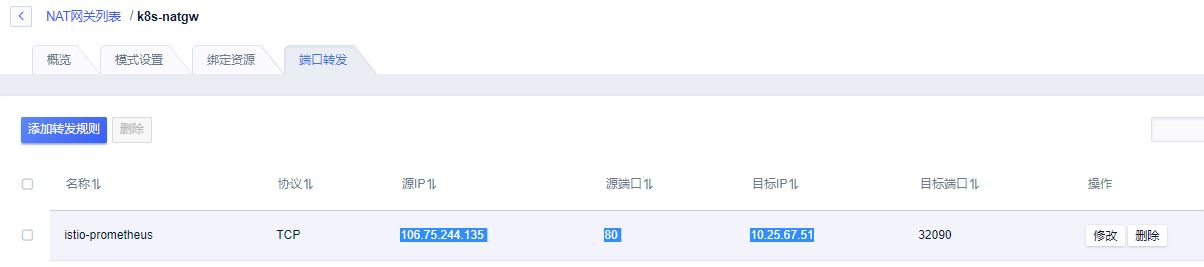 NAT网关列表 / k8s-natgw
概览 模式设置 绑定资源 端口转发
添加转发规则 删除
名称 协议 源IP 源端口 目标IP 目标端口 操作
istio-prometheus TCP 106.75.244.135 80 10.25.67.51 32090 修改 删除